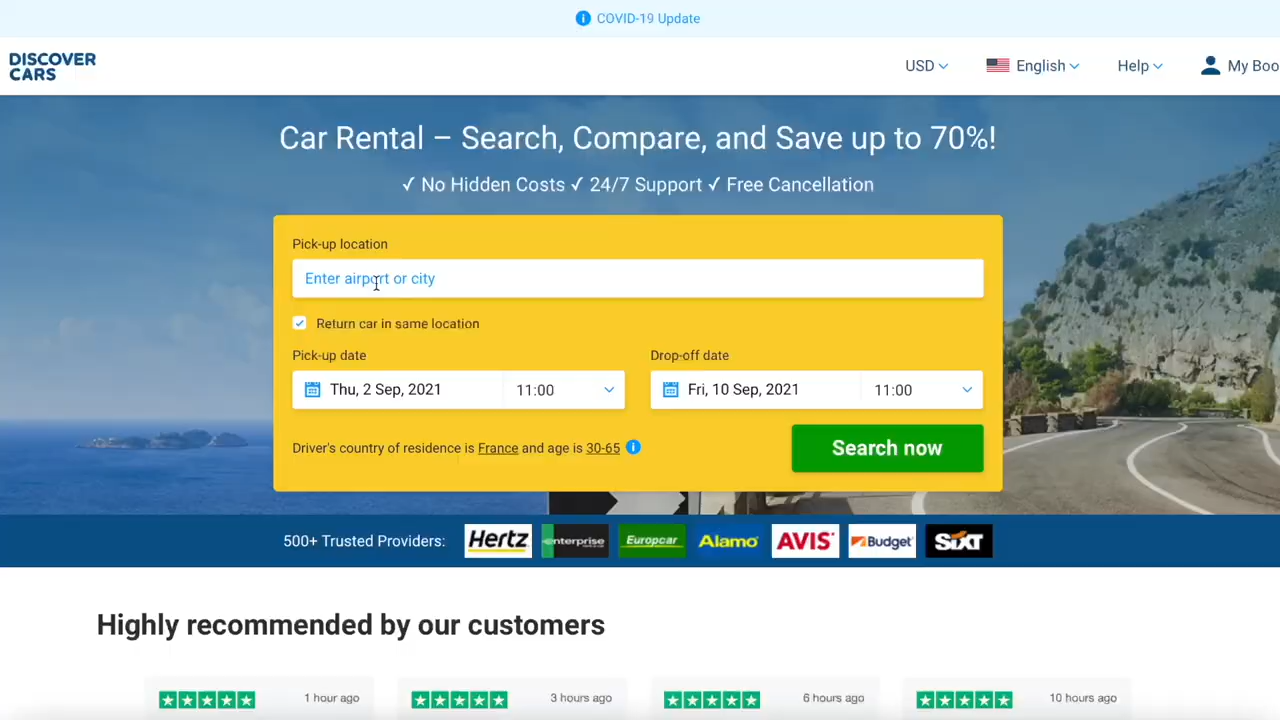 COVID-19 Update
DISCOVER
CARS
USD
English
Help
My Boo
Car Rental – Search, Compare, and Save up to 70%!
✓ No Hidden Costs ✓ 24/7 Support ✓ Free Cancellation
Pick-up location
Enter airport or city
Return car in same location
Pick-up date
Drop-off date
Thu, 2 Sep, 2021
11:00
Fri, 10 Sep, 2021
11:00
Driver's country of residence is France and age is 30-65
Search now
500+ Trusted Providers:
Hertz
enterprise
Europcar
Alamo
AVIS
Budget
SIXT
Highly recommended by our customers
1 hour ago
3 hours ago
6 hours ago
10 hours ago